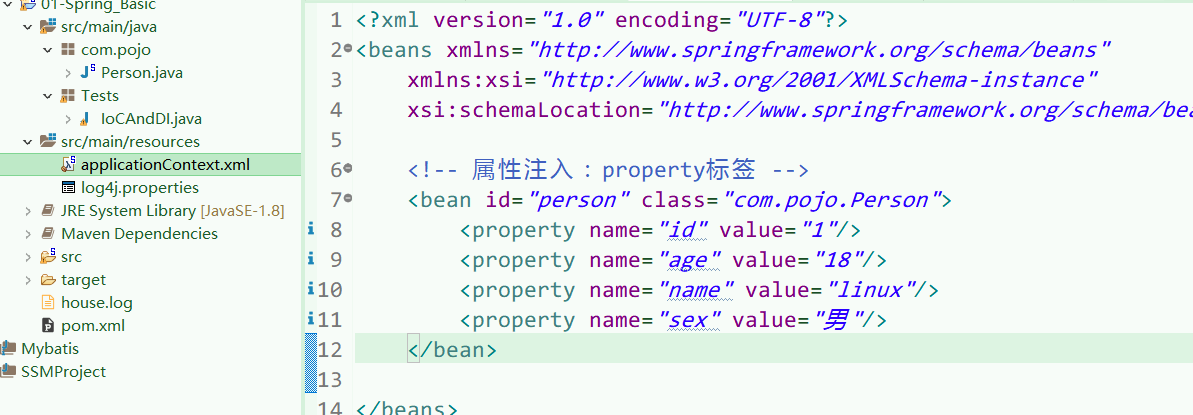 01-Spring_Basic
src/main/java
com.pojo
Person.java
Tests
IoCAndDI.java
src/main/resources
applicationContext.xml
log4j.properties
JRE System Library [JavaSE-1.8]
Maven Dependencies
src
target
house.log
pom.xml
Mybatis
SSMProject
1 <?xml version="1.0" encoding="UTF-8"?>
2 <beans xmlns="http://www.springframework.org/schema/beans"
3 xmlns:xsi="http://www.w3.org/2001/XMLSchema-instance"
4 xsi:schemaLocation="http://www.springframework.org/schema/bea
5
6 <!-- 属性注入：property标签 -->
7 <bean id="person" class="com.pojo.Person">
8 <property name="id" value="1"/>
9 <property name="age" value="18"/>
10 <property name="name" value="linux"/>
11 <property name="sex" value="男"/>
12 </bean>
13
14 </beans>